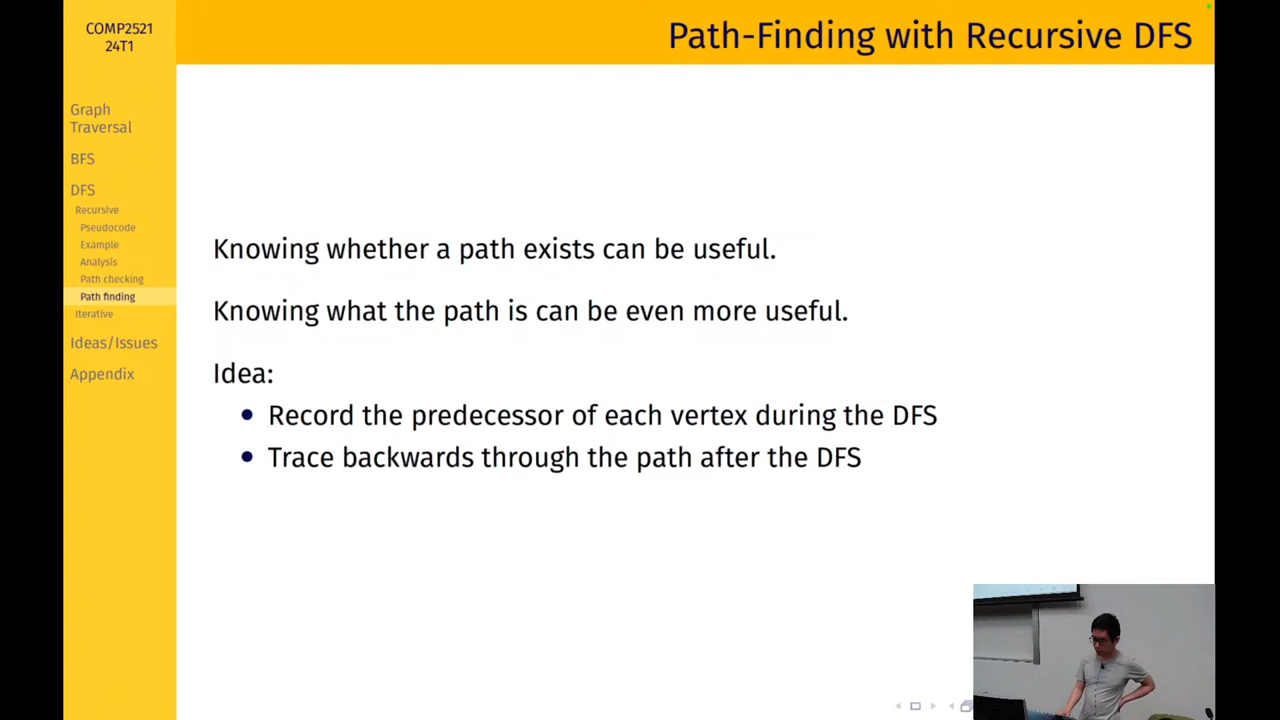 COMP2521
24T1
Path-Finding with Recursive DFS
Graph
Traversal
BFS
DFS
Recursive
Pseudocode
Example
Analysis
Path checking
Path finding
Iterative
Ideas/Issues
Appendix
Knowing whether a path exists can be useful.
Knowing what the path is can be even more useful.
Idea:
• Record the predecessor of each vertex during the DFS
• Trace backwards through the path after the DFS